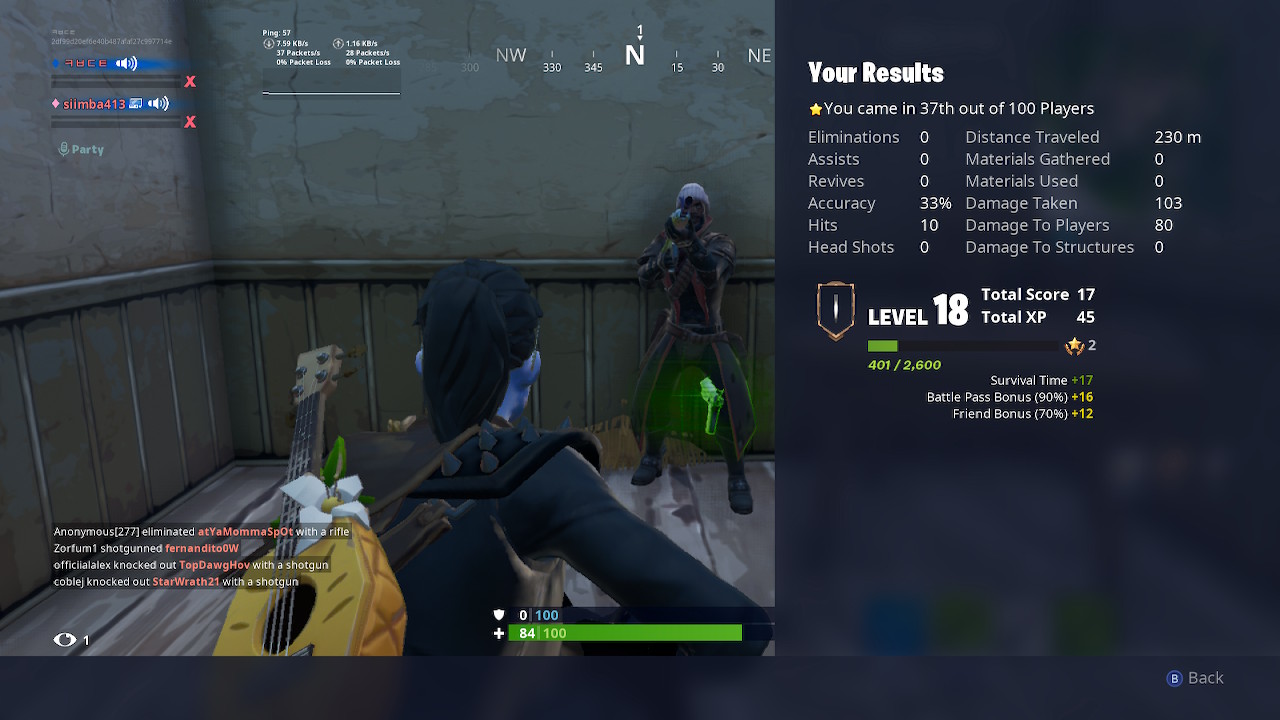 2df99d20ef6e40b487afaf27c997714e
ㅋㅂㄷㅌ
siimba413
X
X
Party
Ping: 57
7.59 KB/s 1.16 KB/s
37 Packets/s 28 Packets/s
0% Packet Loss 0% Packet Loss
1
300 NW 330 345 N 15 30 NE
Your Results
You came in 37th out of 100 Players
Eliminations 0 Distance Traveled 230 m
Assists 0 Materials Gathered 0
Revives 0 Materials Used 0
Accuracy 33% Damage Taken 103
Hits 10 Damage To Players 80
Head Shots 0 Damage To Structures 0
LEVEL 18
Total Score 17
Total XP 45
2
401 / 2,600
Survival Time +17
Battle Pass Bonus (90%) +16
Friend Bonus (70%) +12
Anonymous[277] eliminated atYaMommaSpOt with a rifle
Zorfum1 shotgunned fernandito0W
officiialalex knocked out TopDawgHov with a shotgun
coblej knocked out StarWrath21 with a shotgun
1
0 | 100
84 | 100
B Back